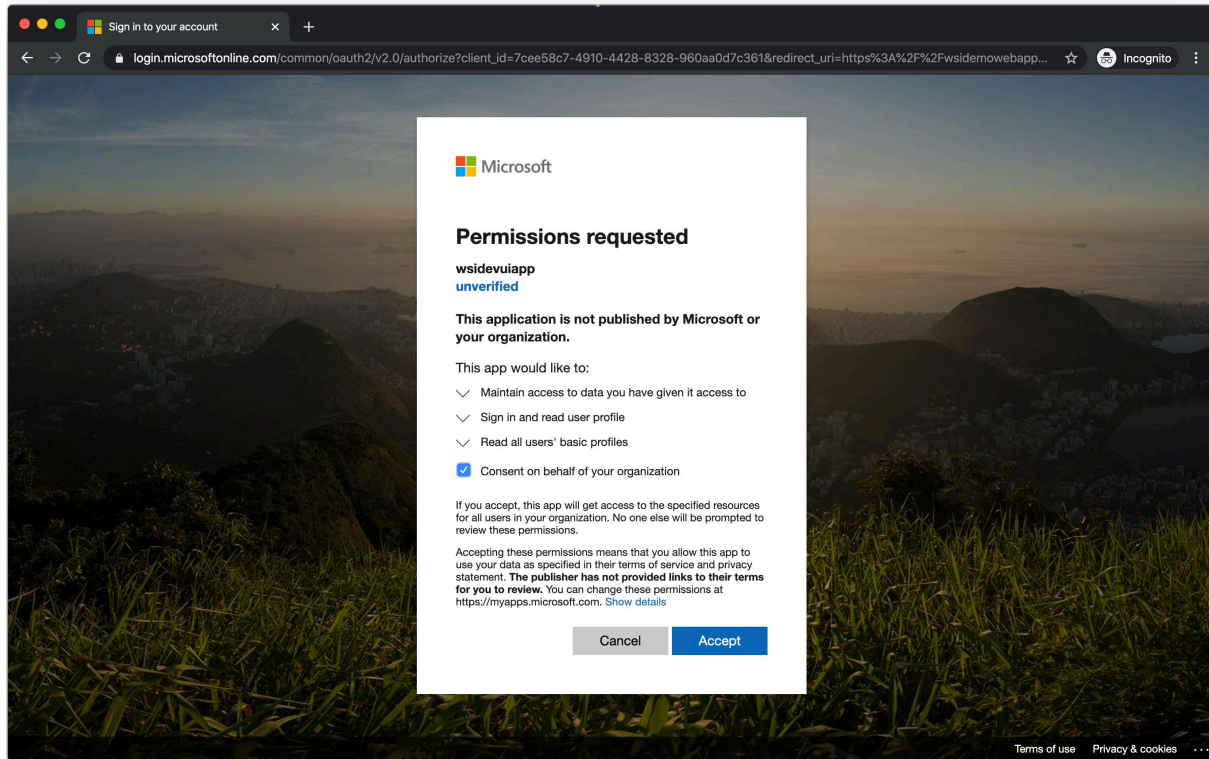 Sign in to your account
login.microsoftonline.com/common/oauth2/v2.0/authorize?client_id=7cee58c7-4910-4428-8328-960aa0d7c361&redirect_uri=https%3A%2F%2Fwsidemowebapp...
Incognito
Microsoft
Permissions requested
wsidevuiapp
unverified
This application is not published by Microsoft or
your organization.
This app would like to:
Maintain access to data you have given it access to
Sign in and read user profile
Read all users' basic profiles
Consent on behalf of your organization
If you accept, this app will get access to the specified resources
for all users in your organization. No one else will be prompted to
review these permissions.
Accepting these permissions means that you allow this app to
use your data as specified in their terms of service and privacy
statement. The publisher has not provided links to their terms
for you to review. You can change these permissions at
https://myapps.microsoft.com. Show details
Cancel Accept
Terms of use Privacy & cookies ...